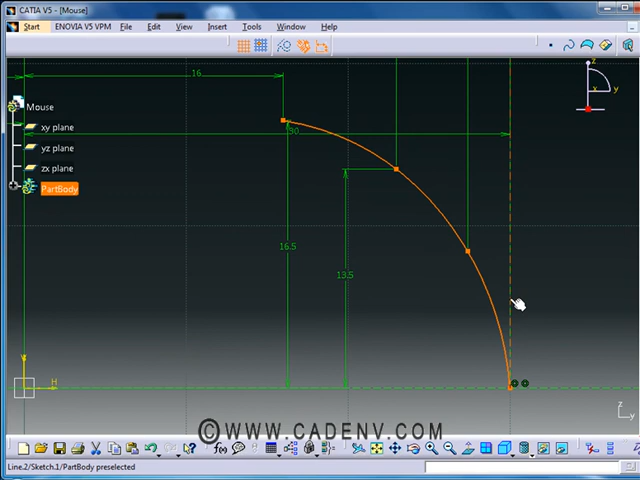 CATIA V5 - [Mouse]
Start ENOVIA V5 VPM File Edit View Insert Tools Window Help
16
z
x y
Mouse
xy plane
30
yz plane
zx plane
PartBody
16.5
13.5
V
H
z
y
©WWW.CADENV.COM
f(x)
Line.2/Sketch.1/PartBody preselected